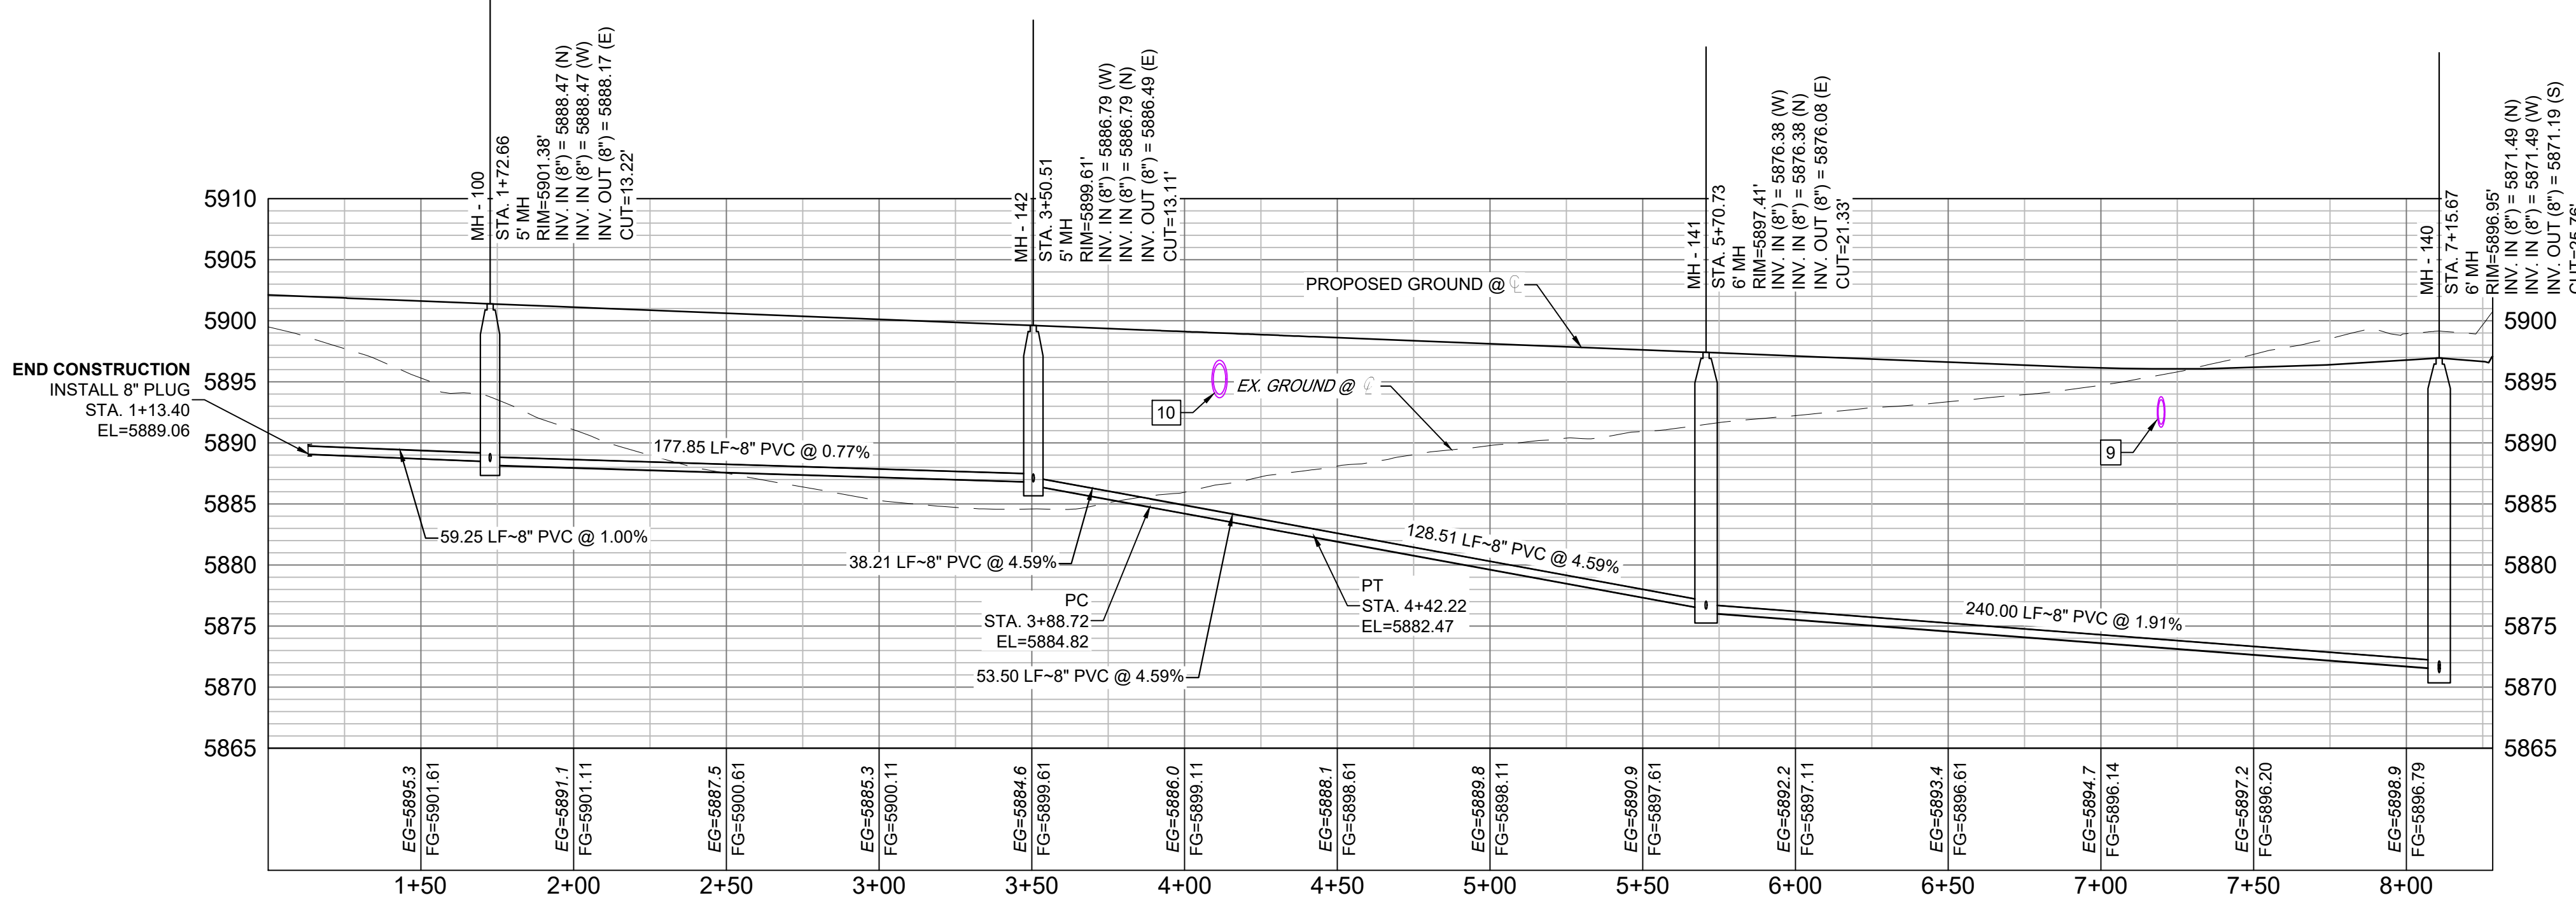 MH - 100
STA. 1+72.66
5' MH
RIM=5901.38'
INV. IN (8") = 5888.47 (N)
INV. IN (8") = 5888.47 (W)
INV. OUT (8") = 5888.17 (E)
CUT=13.22'
MH - 142
STA. 3+50.51
5' MH
RIM=5899.61'
INV. IN (8") = 5886.79 (W)
INV. IN (8") = 5886.79 (N)
INV. OUT (8") = 5886.49 (E)
CUT=13.11'
MH - 141
STA. 5+70.73
6' MH
RIM=5897.41'
INV. IN (8") = 5876.38 (W)
INV. IN (8") = 5876.38 (N)
INV. OUT (8") = 5876.08 (E)
CUT=21.33'
MH - 140
STA. 7+15.67
6' MH
RIM=5896.95'
INV. IN (8") = 5871.49 (N)
INV. IN (8") = 5871.49 (W)
INV. OUT (8") = 5871.19 (S)
5910
5905
5900
5895
5890
5885
5880
5875
5870
5865
END CONSTRUCTION
INSTALL 8" PLUG
STA. 1+13.40
EL=5889.06
PROPOSED GROUND @ ℄
EX. GROUND @ ℄
10
9
177.85 LF~8" PVC @ 0.77%
59.25 LF~8" PVC @ 1.00%
38.21 LF~8" PVC @ 4.59%
PC
STA. 3+88.72
EL=5884.82
53.50 LF~8" PVC @ 4.59%
128.51 LF~8" PVC @ 4.59%
PT
STA. 4+42.22
EL=5882.47
240.00 LF~8" PVC @ 1.91%
5900
5895
5890
5885
5880
5875
5870
5865
EG=5895.3
FG=5901.61
EG=5891.1
FG=5901.11
EG=5887.5
FG=5900.61
EG=5885.3
FG=5900.11
EG=5884.6
FG=5899.61
EG=5886.0
FG=5899.11
EG=5888.1
FG=5898.61
EG=5889.8
FG=5898.11
EG=5890.9
FG=5897.61
EG=5892.2
FG=5897.11
EG=5893.4
FG=5896.61
EG=5894.7
FG=5896.14
EG=5897.2
FG=5896.20
EG=5898.9
FG=5896.79
1+50
2+00
2+50
3+00
3+50
4+00
4+50
5+00
5+50
6+00
6+50
7+00
7+50
8+00